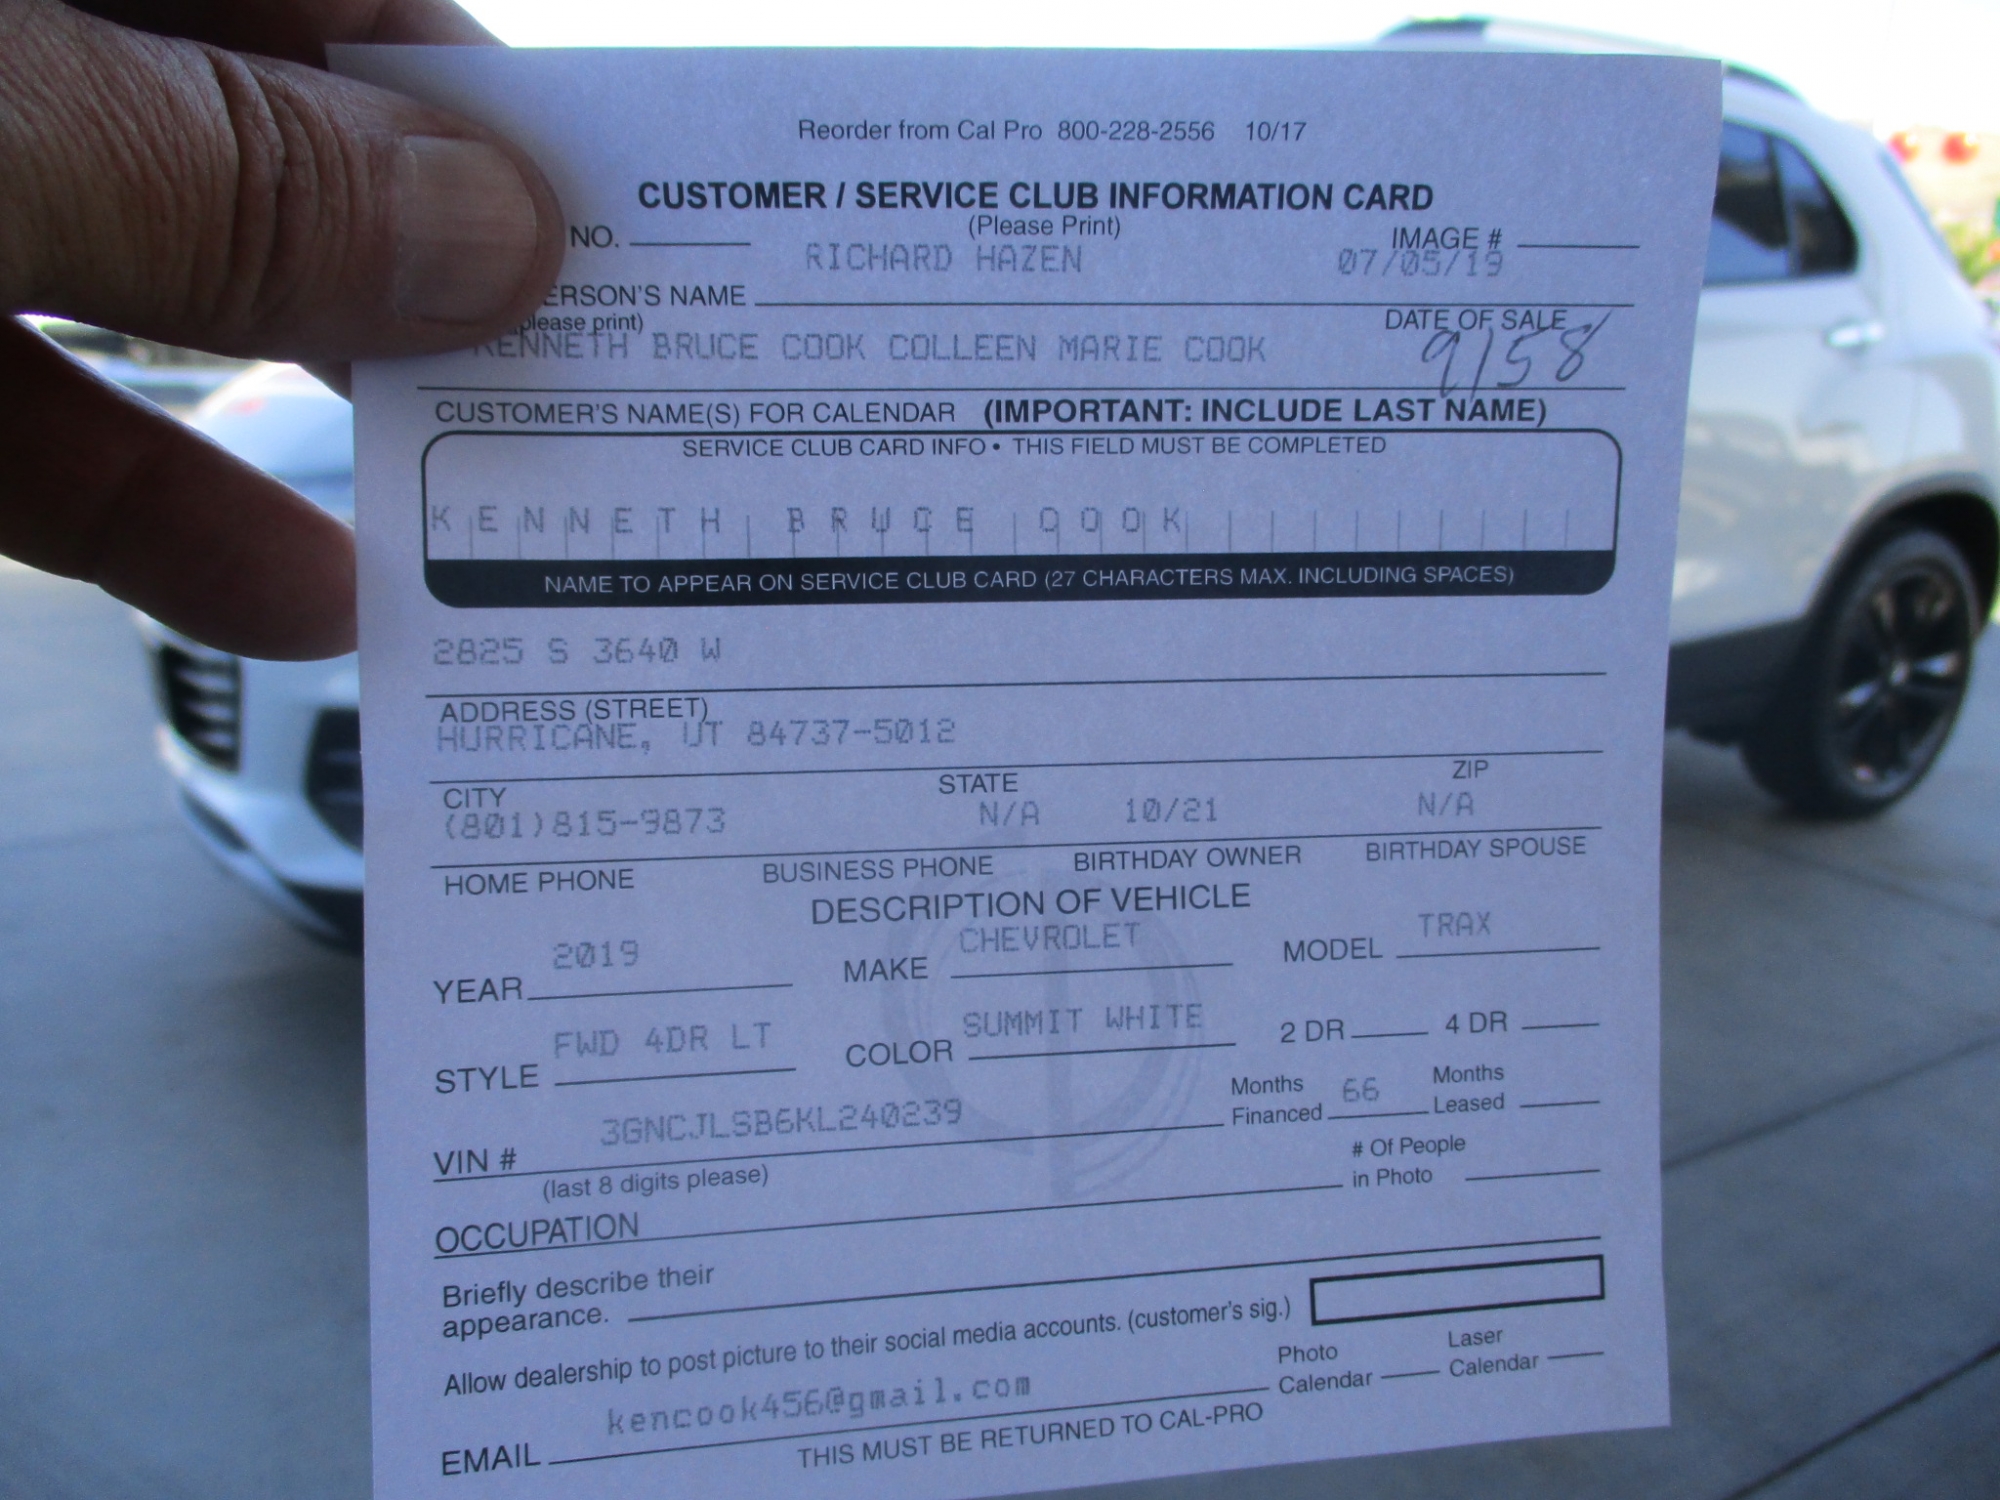 Reorder from Cal Pro 800-228-2556 10/17
CUSTOMER / SERVICE CLUB INFORMATION CARD
(Please Print)
NO. IMAGE #
RICHARD HAZEN 07/05/19
ERSON'S NAME
(please print) DATE OF SALE
KENNETH BRUCE COOK COLLEEN MARIE COOK 9158
CUSTOMER'S NAME(S) FOR CALENDAR (IMPORTANT: INCLUDE LAST NAME)
SERVICE CLUB CARD INFO • THIS FIELD MUST BE COMPLETED
KENNETH BRUCE COOK
NAME TO APPEAR ON SERVICE CLUB CARD (27 CHARACTERS MAX. INCLUDING SPACES)
2825 S 3640 W
ADDRESS (STREET)
HURRICANE, UT 84737-5012
CITY STATE ZIP
(801)815-9873 N/A 10/21 N/A
HOME PHONE BUSINESS PHONE BIRTHDAY OWNER BIRTHDAY SPOUSE
DESCRIPTION OF VEHICLE
YEAR 2019 MAKE CHEVROLET MODEL TRAX
STYLE FWD 4DR LT COLOR SUMMIT WHITE 2 DR 4 DR
VIN # 3GNCJLSB6KL240239 Months Financed 66 Months Leased
(last 8 digits please)
# Of People in Photo
OCCUPATION
Briefly describe their
appearance.
Allow dealership to post picture to their social media accounts. (customer's sig.)
Photo Calendar Laser Calendar
EMAIL kencook456@gmail.com
THIS MUST BE RETURNED TO CAL-PRO